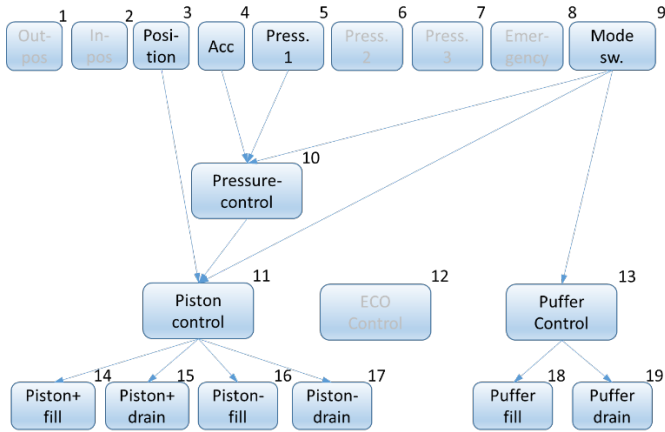 1
2
3
4
5
6
7
8
9
Out-
pos
In-
pos
Posi-
tion
Acc
Press.
1
Press.
2
Press.
3
Emer-
gency
Mode
sw.
10
Pressure-
control
11
12
13
Piston
control
ECO
Control
Puffer
Control
14
15
16
17
18
19
Piston+
fill
Piston+
drain
Piston-
fill
Piston-
drain
Puffer
fill
Puffer
drain